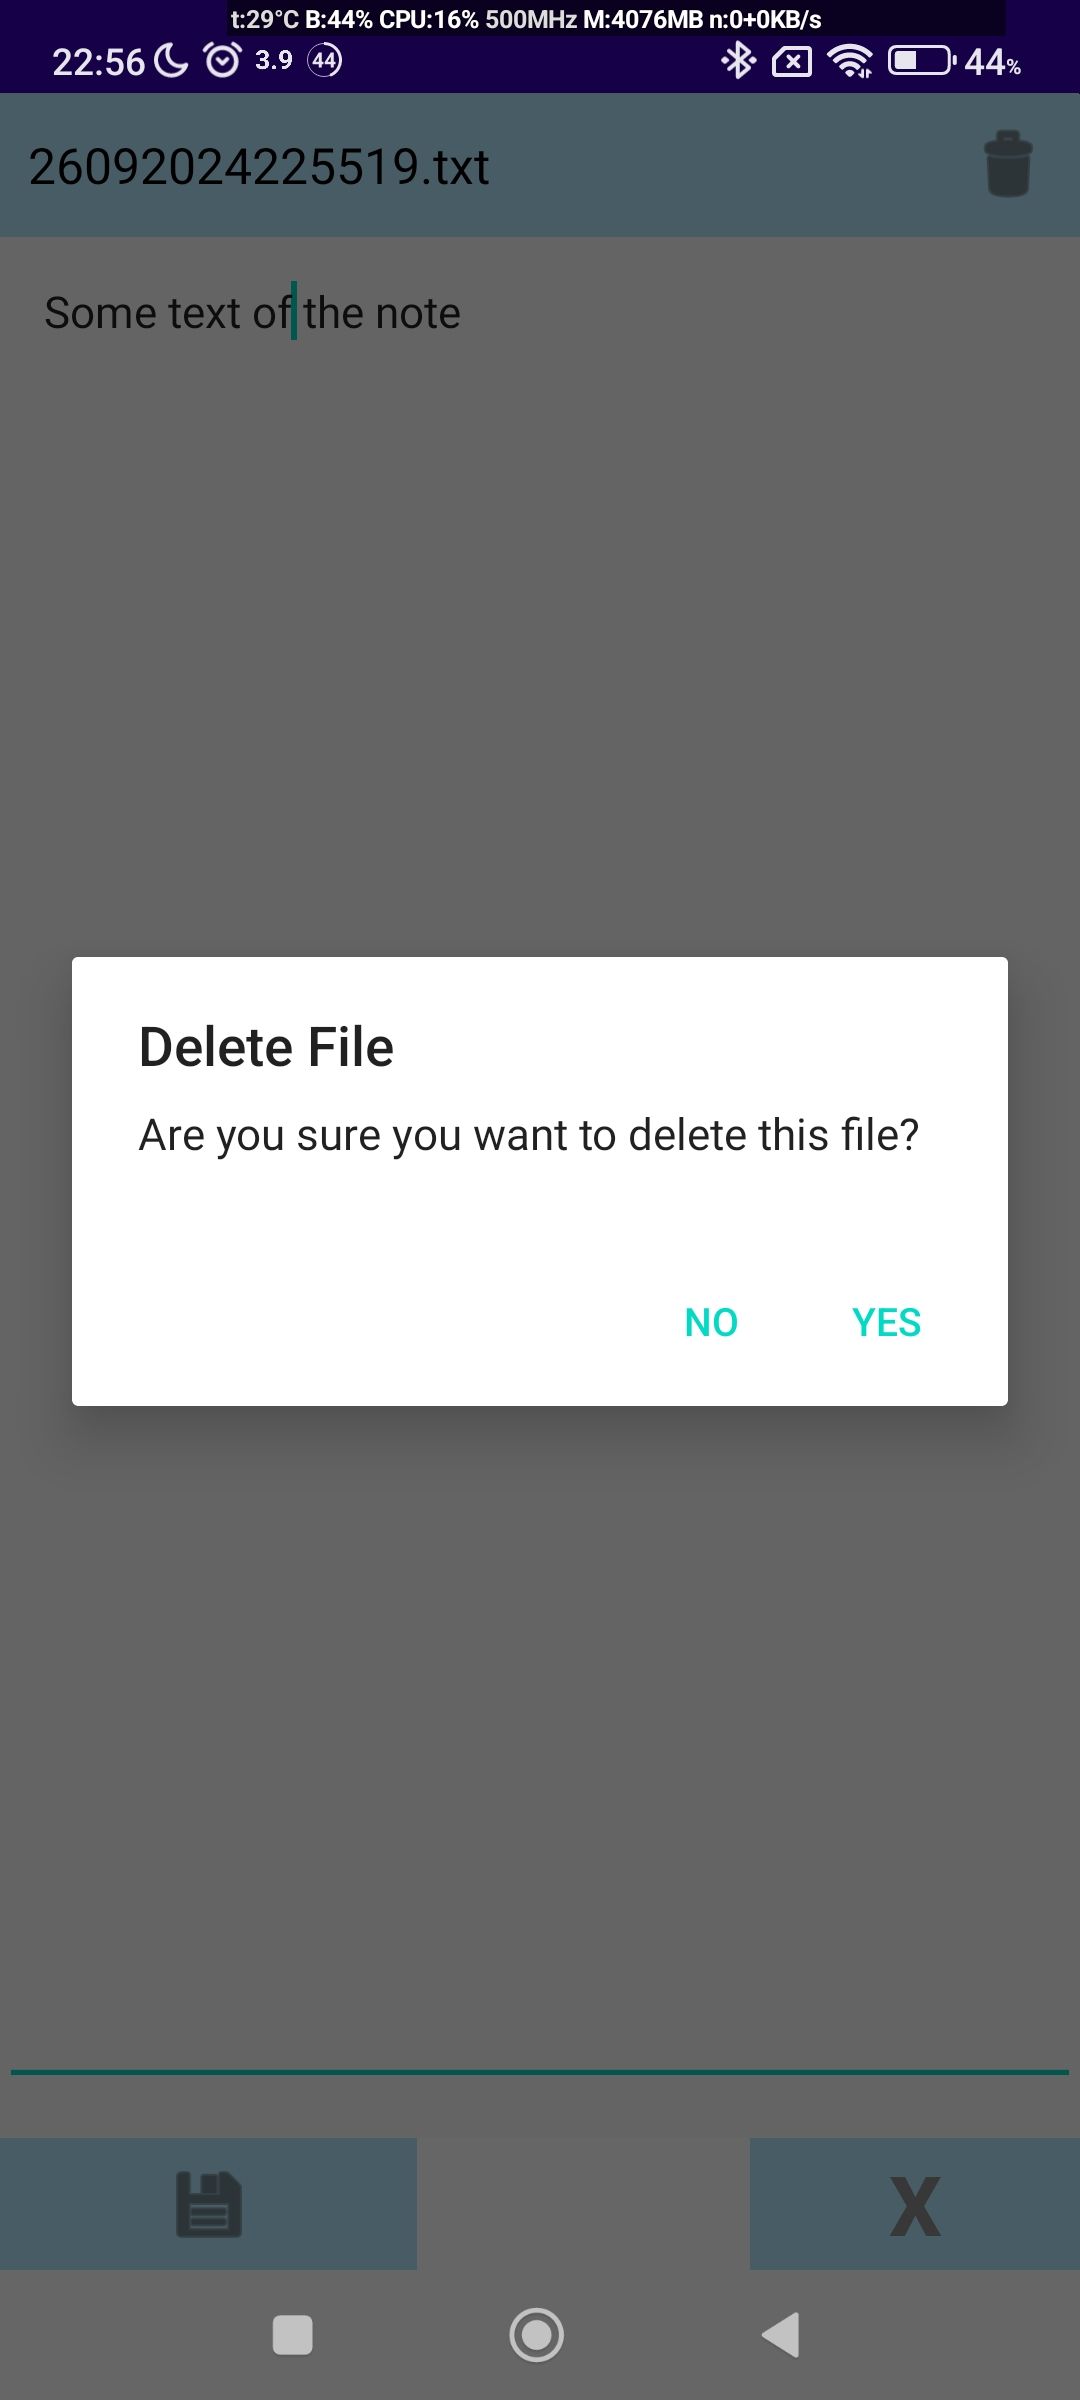 t:29°C B:44% CPU:16% 500MHz M:4076MB n:0+0KB/s
22:56 3.9 44 44%
26092024225519.txt
Some text of the note
Delete File
Are you sure you want to delete this file?
NO YES
X